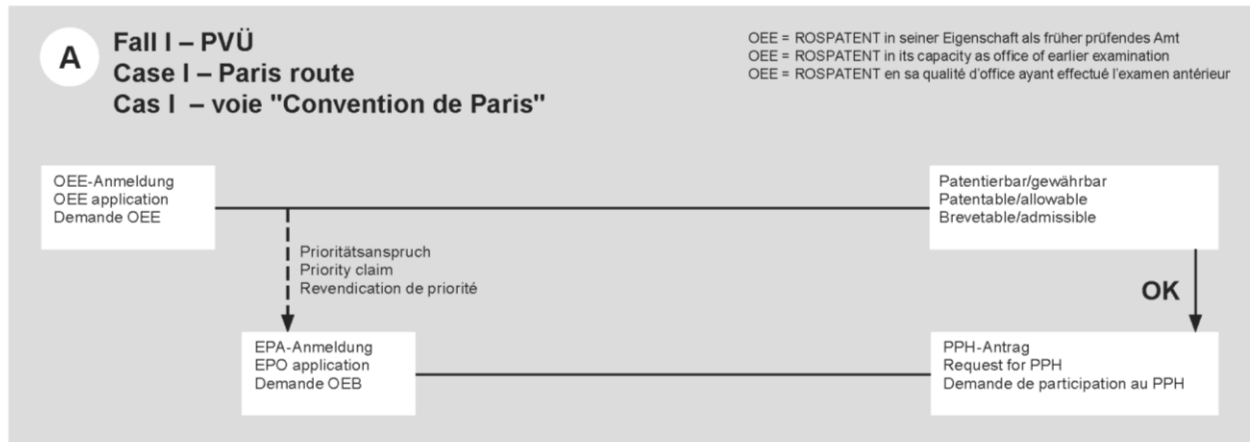 A
Fall I – PVÜ
Case I – Paris route
Cas I – voie "Convention de Paris"
OEE = ROSPATENT in seiner Eigenschaft als früher prüfendes Amt
OEE = ROSPATENT in its capacity as office of earlier examination
OEE = ROSPATENT en sa qualité d'office ayant effectué l'examen antérieur
OEE-Anmeldung
OEE application
Demande OEE
Patentierbar/gewährbar
Patentable/allowable
Brevetable/admissible
Prioritätsanspruch
Priority claim
Revendication de priorité
OK
EPA-Anmeldung
EPO application
Demande OEB
PPH-Antrag
Request for PPH
Demande de participation au PPH